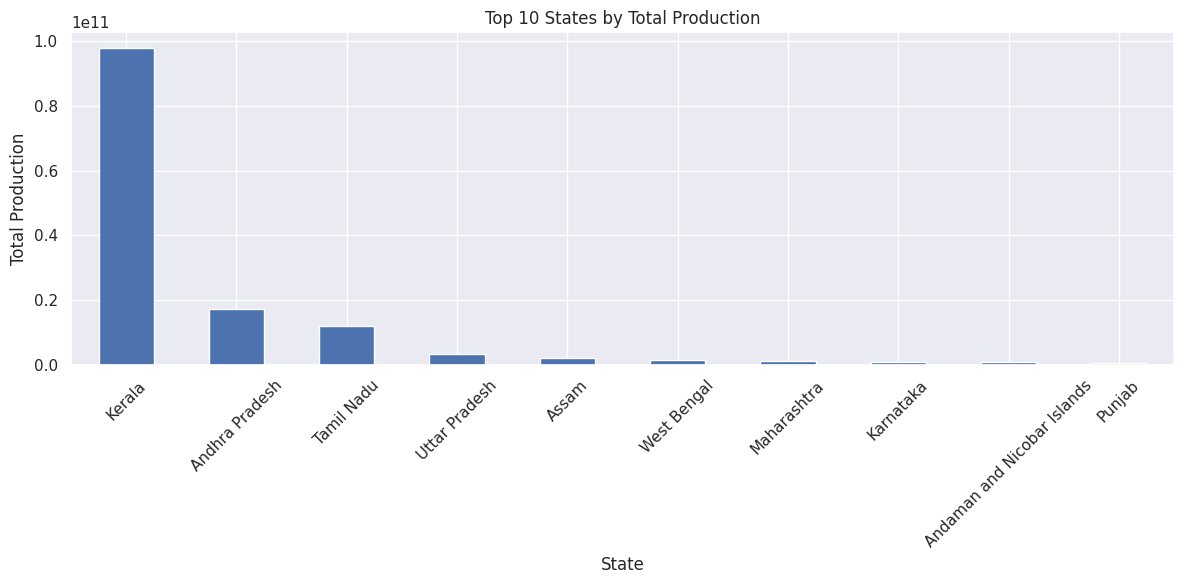 Top 10 States by Total Production
1e11
1.0
0.8
0.6
0.4
0.2
0.0
Total Production
Kerala
Andhra Pradesh
Tamil Nadu
Uttar Pradesh
Assam
West Bengal
Maharashtra
Karnataka
Andaman and Nicobar Islands
Punjab
State